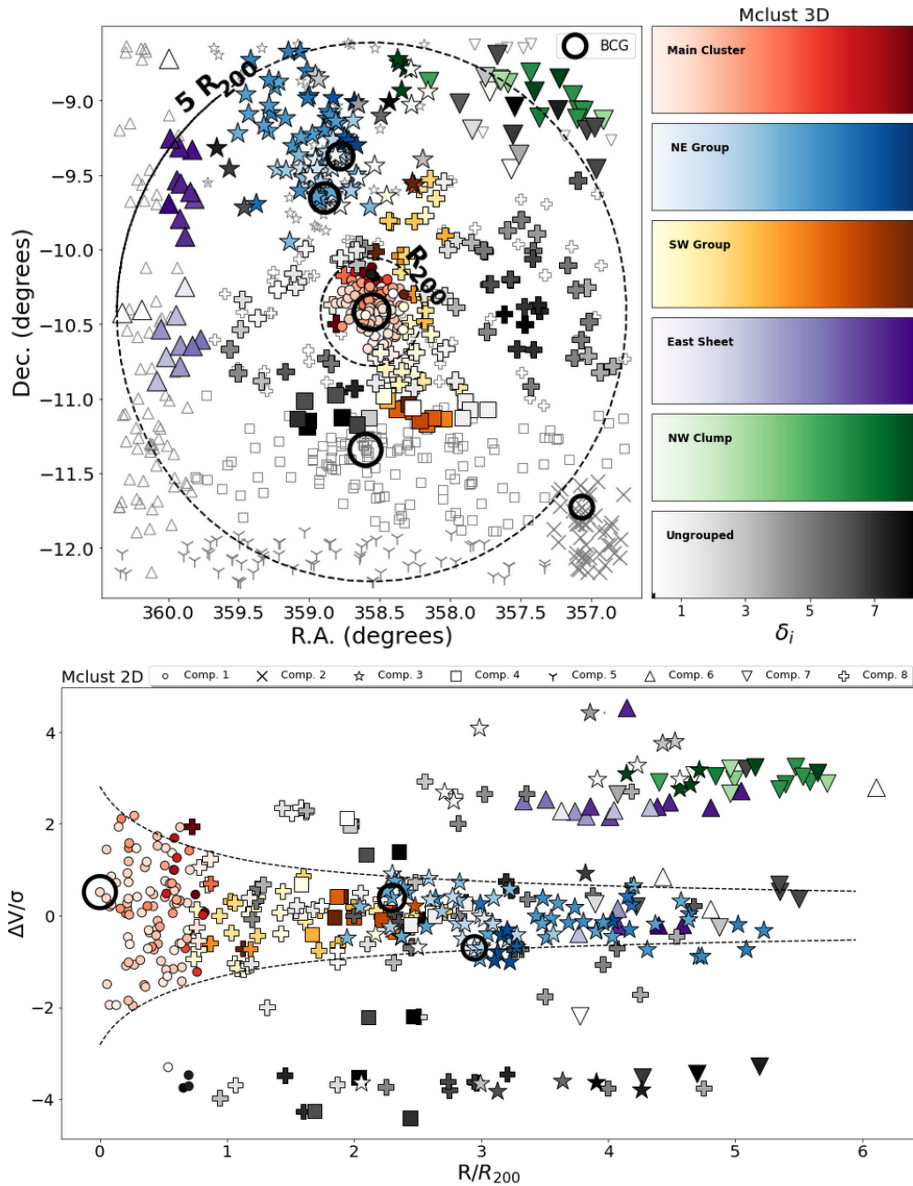 Mclust 3D
BCG
5 R200
R200
Main Cluster
NE Group
SW Group
East Sheet
NW Clump
Ungrouped
−9.0
−9.5
−10.0
−10.5
−11.0
−11.5
−12.0
Dec. (degrees)
360.0 359.5 359.0 358.5 358.0 357.5 357.0
R.A. (degrees)
1 3 5 7
δi
Mclust 2D
Comp. 1 Comp. 2 Comp. 3 Comp. 4 Comp. 5 Comp. 6 Comp. 7 Comp. 8
4
2
0
−2
−4
ΔV/σ
0 1 2 3 4 5 6
R/R200